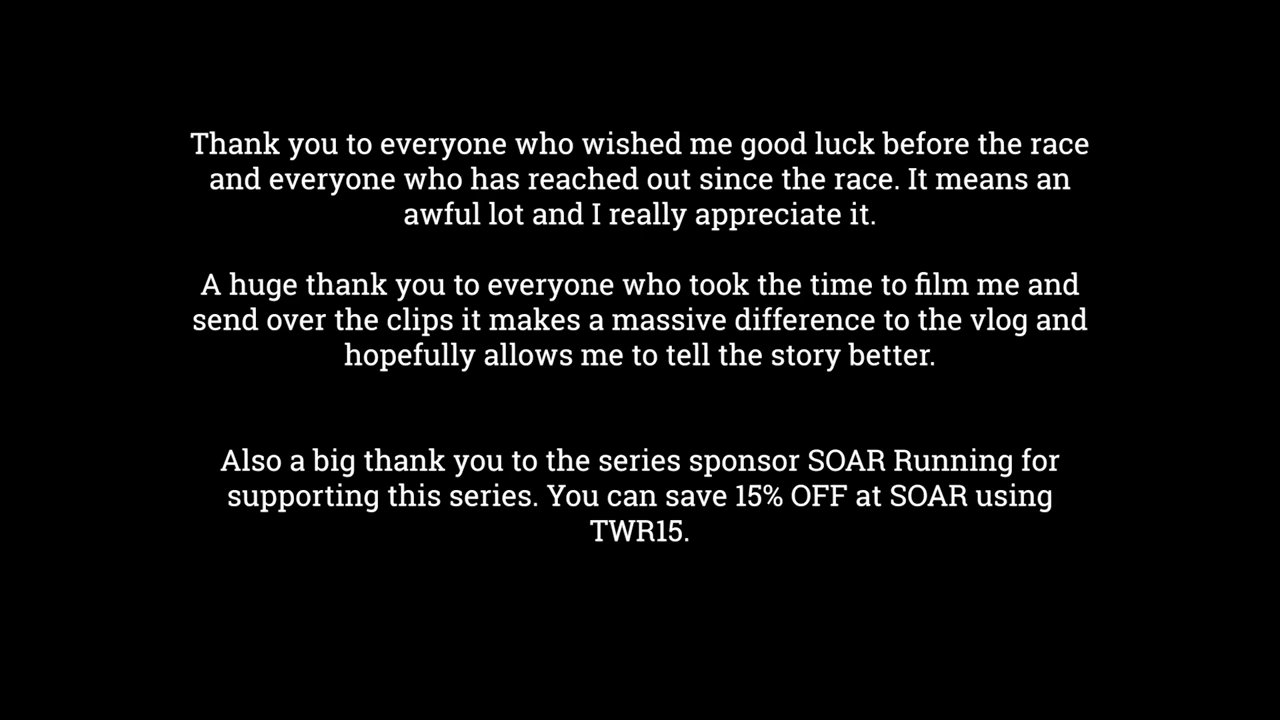 Thank you to everyone who wished me good luck before the race
and everyone who has reached out since the race. It means an
awful lot and I really appreciate it.
A huge thank you to everyone who took the time to film me and
send over the clips it makes a massive difference to the vlog and
hopefully allows me to tell the story better.
Also a big thank you to the series sponsor SOAR Running for
supporting this series. You can save 15% OFF at SOAR using
TWR15.